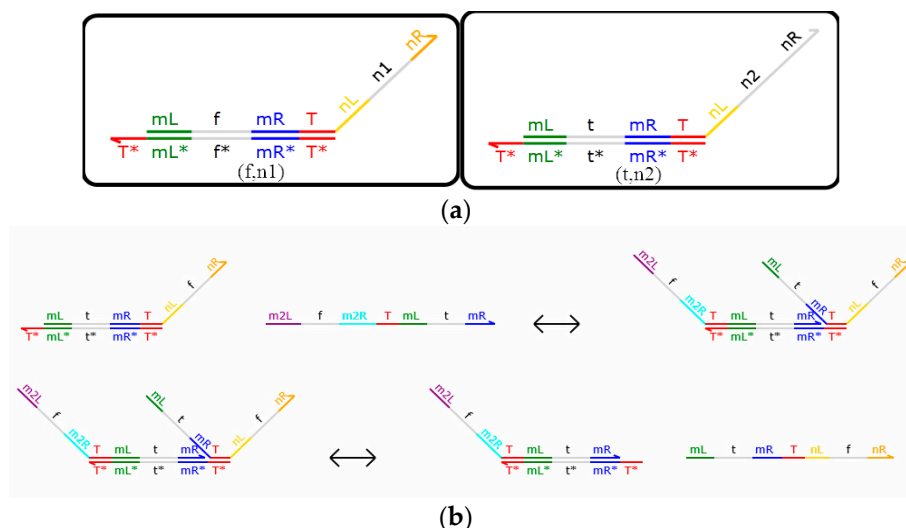 nR nR
n1 n2
nL nL
mL f mR T mL t mR T
T* mL* f* mR* T* T* mL* t* mR* T*
(f,n1) (t,n2)
(a)
m2L mL nR
nR f t f
f m2R mR nL
mL t mR T nL m2L f m2R T mL t mR T mL t mR
T* mL* t* mR* T* T* mL* t* mR* T*
m2L mL nR m2L
f t f f
m2R mR nL m2R
T mL t mR T T mL t mR mL t mR T nL f nR
T* mL* t* mR* T* T* mL* t* mR* T*
(b)